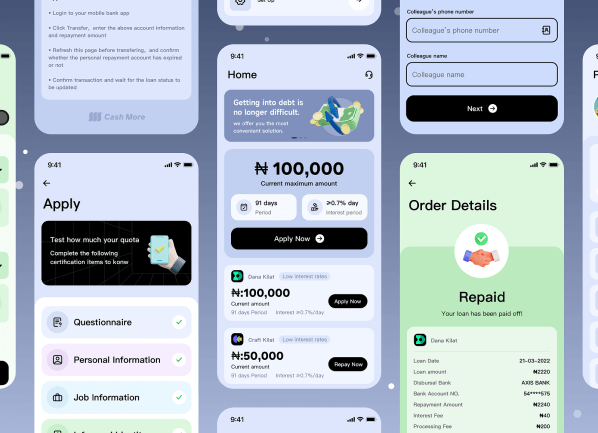 • Login to your mobile bank app
• Click Transfer, enter the above account information
and repayment amount
• Refresh this page before transfering, and confirm
whether the personal repayment account has expired
or not
• Confirm transaction and wait for the loan status to
be updated
Cash More
9:41
Apply
Test how much your quota
Complete the following
certification items to konw
Questionnaire
Personal Information
Job Information
9:41
Home
Getting into debt is
no longer difficult.
we offer you the most
convenient solution.
₦ 100,000
Current maximum amount
91 days
Period
≥0.7% day
Interest period
Apply Now
Dana Kilat
Low interest rates
₦:100,000
Current amount
91 days Period
Interest ≥0.7%/day
Apply Now
Craft Kilat
Low interest rates
₦:50,000
Current amount
91 days Period
Interest ≥0.7%/day
Repay Now
9:41
Colleague's phone number
Colleague's phone number
Colleague name
Colleague name
Next
9:41
Order Details
Repaid
Your loan has been paid off!
Dana Kilat
Loan Date 21-03-2022
Loan amount ₦2240
Disbursal Bank AXIS BANK
Bank Account NO. 54****575
Repayment Amount ₦2240
Interest Fee ₦40
Processing Fee ₦200
9:41